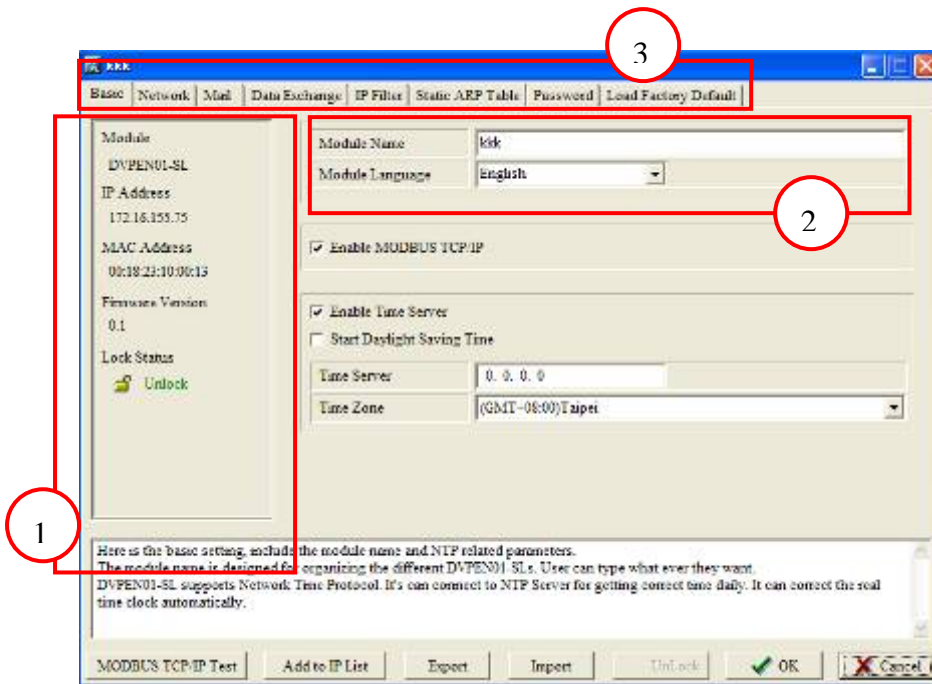 3
kkk
Basic Network Mail Data Exchange IP Filter Static ARP Table Password Load Factory Default
Module
DVPEN01-SL
IP Address
172.16.155.75
MAC Address
00:18:23:10:00:13
Firmware Version
0.1
Lock Status
Unlock
1
Module Name kkk
Module Language English
2
Enable MODBUS TCP/IP
Enable Time Server
Start Daylight Saving Time
Time Server 0. 0. 0. 0
Time Zone (GMT+08:00)Taipei
Here is the basic setting, include the module name and NTP related parameters.
The module name is designed for organizing the different DVPEN01-SLs. User can type what ever they want.
DVPEN01-SL supports Network Time Protocol. It's can connect to NTP Server for getting correct time daily. It can correct the real
time clock automatically.
MODBUS TCP/IP Test Add to IP List Export Import UnLock OK Cancel